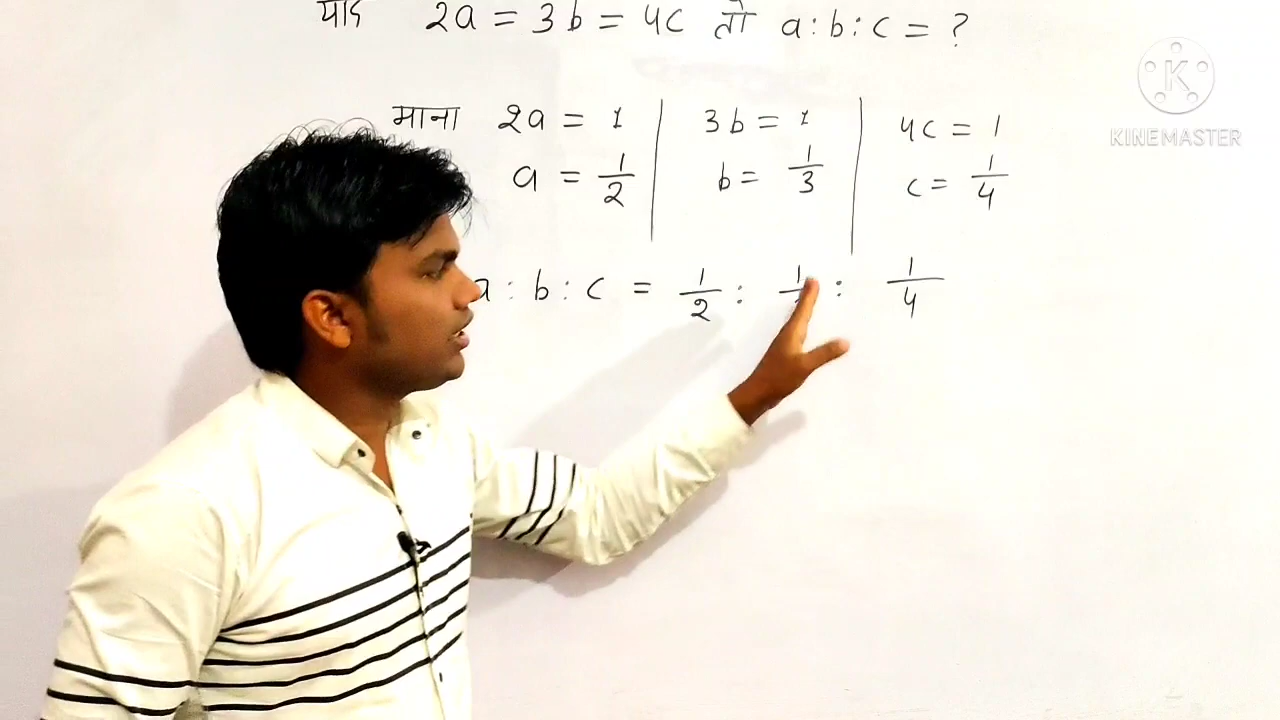 यदि 2a = 3b = 4c तो a : b : c = ?
माना 2a = 1 | 3b = 1 | 4c = 1
a = 1/2 | b = 1/3 | c = 1/4
a : b : c = 1/2 : 1/ : 1/4
KINEMASTER